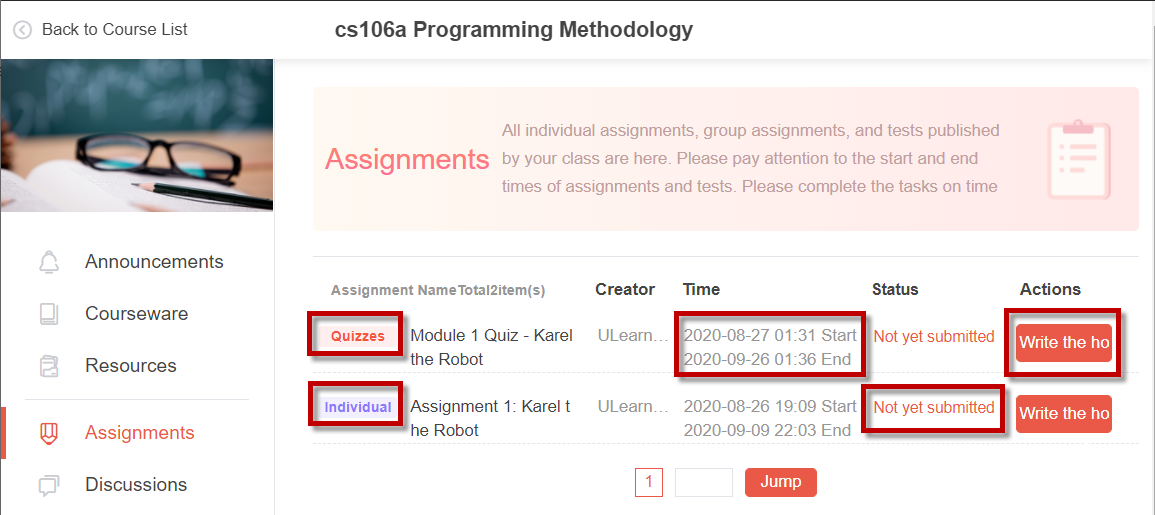 Back to Course List
cs106a Programming Methodology
Assignments
All individual assignments, group assignments, and tests published
by your class are here. Please pay attention to the start and end
times of assignments and tests. Please complete the tasks on time
Announcements
Courseware
Resources
Assignments
Discussions
Assignment NameTotal2item(s) Creator Time Status Actions
Quizzes Module 1 Quiz - Karel ULearn... 2020-08-27 01:31 Start Not yet submitted Write the ho
the Robot 2020-09-26 01:36 End
Individual Assignment 1: Karel t ULearn... 2020-08-26 19:09 Start Not yet submitted Write the ho
he Robot 2020-09-09 22:03 End
1 Jump